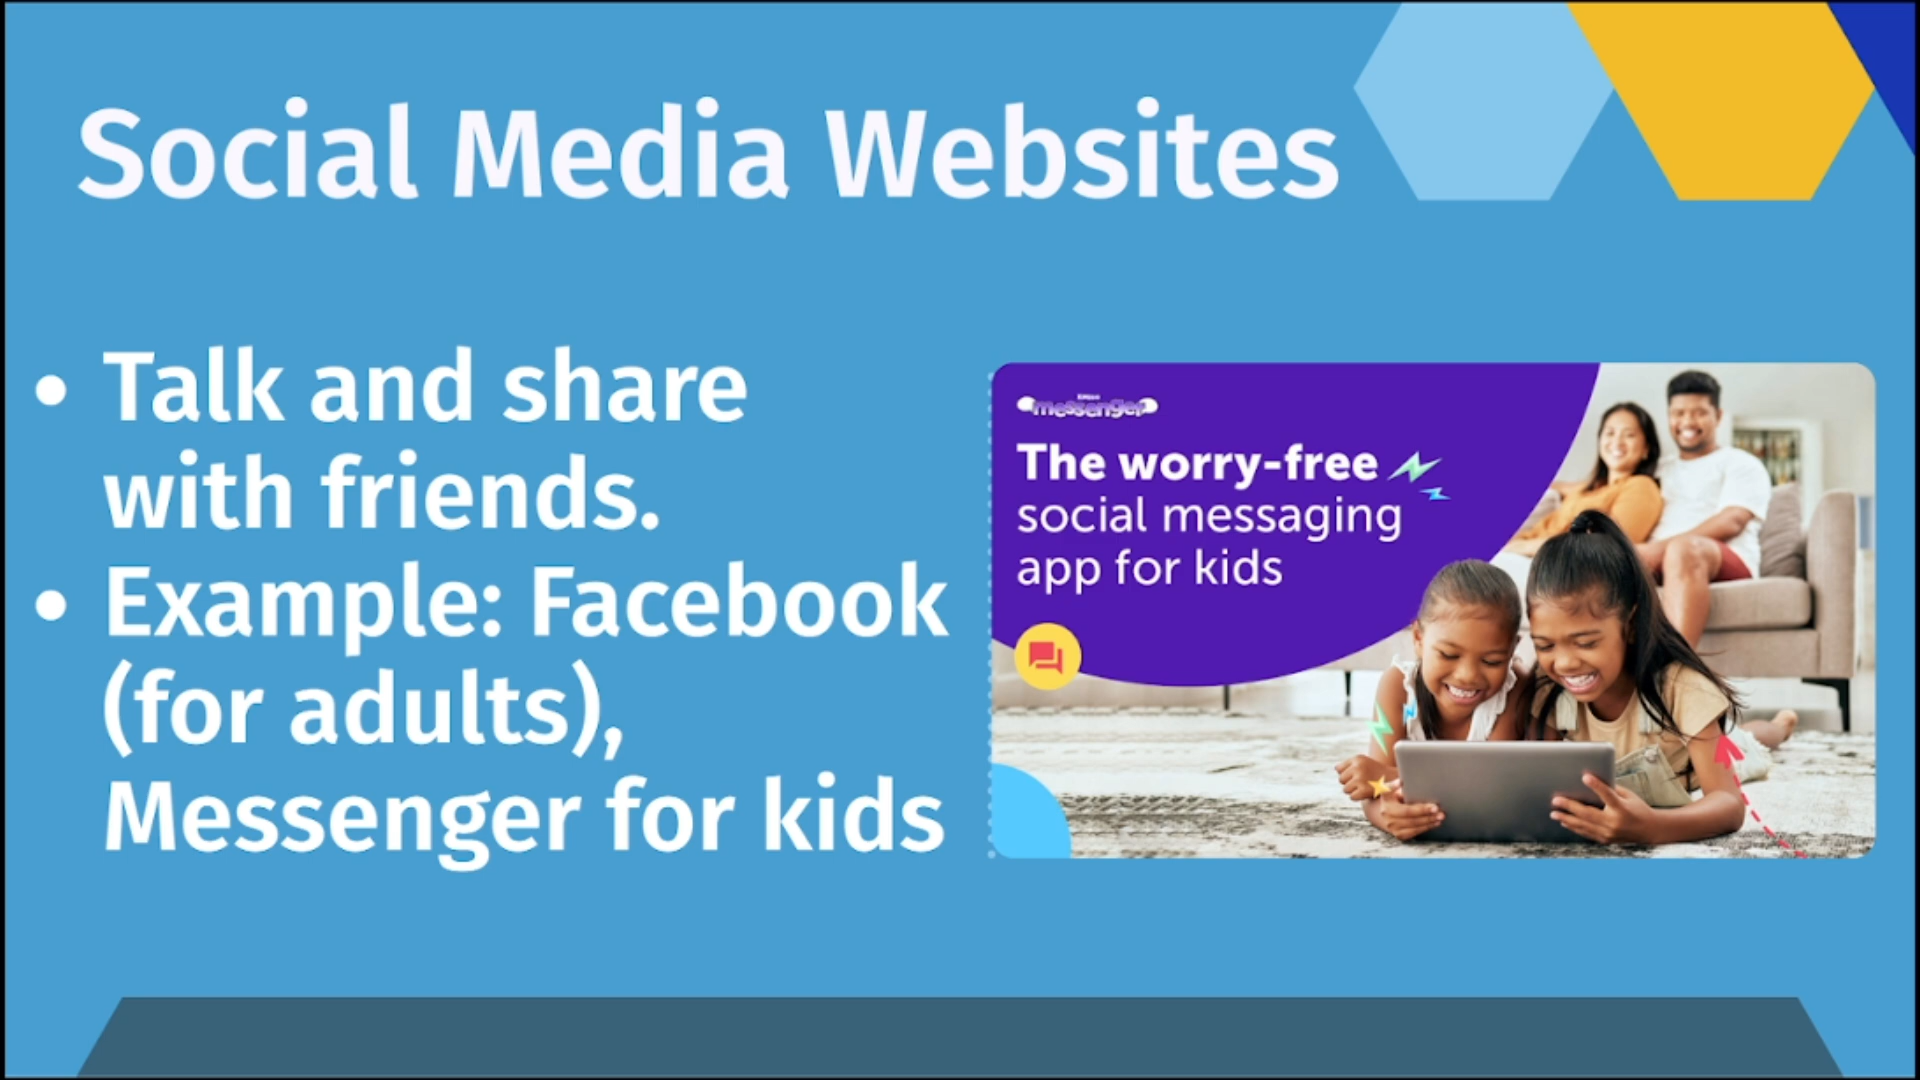 Social Media Websites
• Talk and share
with friends.
• Example: Facebook
(for adults),
Messenger for kids
messenger
The worry-free
social messaging
app for kids